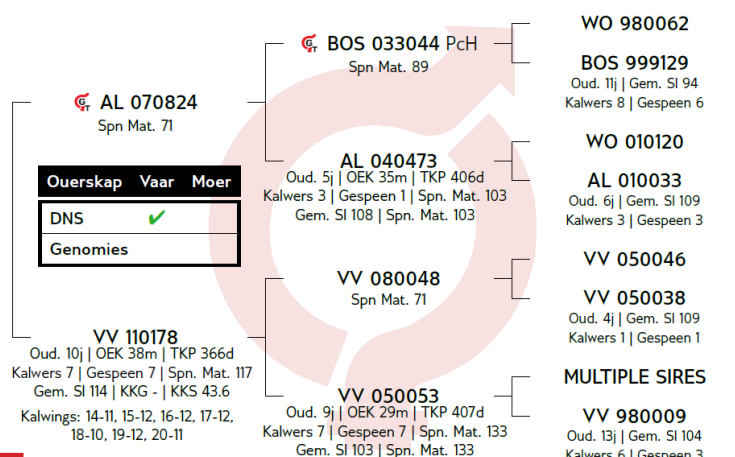 WO 980062
BOS 033044 PcH
Spn Mat. 89
BOS 999129
Oud. 11j | Gem. SI 94
Kalwers 8 | Gespeen 6
GT AL 070824
Spn Mat. 71
WO 010120
AL 040473
Oud. 5j | OEK 35m | TKP 406d
Kalwers 3 | Gespeen 1 | Spn. Mat. 103
Gem. SI 108 | Spn. Mat. 103
AL 010033
Oud. 6j | Gem. SI 109
Kalwers 3 | Gespeen 3
Ouerskap Vaar Moer
DNS ✔
Genomies
VV 050046
VV 080048
Spn Mat. 71
VV 050038
Oud. 4j | Gem. SI 109
Kalwers 1 | Gespeen 1
VV 110178
Oud. 10j | OEK 38m | TKP 366d
Kalwers 7 | Gespeen 7 | Spn. Mat. 117
Gem. SI 114 | KKG - | KKS 43.6
Kalwings: 14-11, 15-12, 16-12, 17-12,
18-10, 19-12, 20-11
MULTIPLE SIRES
VV 050053
Oud. 9j | OEK 29m | TKP 407d
Kalwers 7 | Gespeen 7 | Spn. Mat. 133
Gem. SI 103 | Spn. Mat. 133
VV 980009
Oud. 13j | Gem. SI 104
Kalwers 6 | Gespeen 3